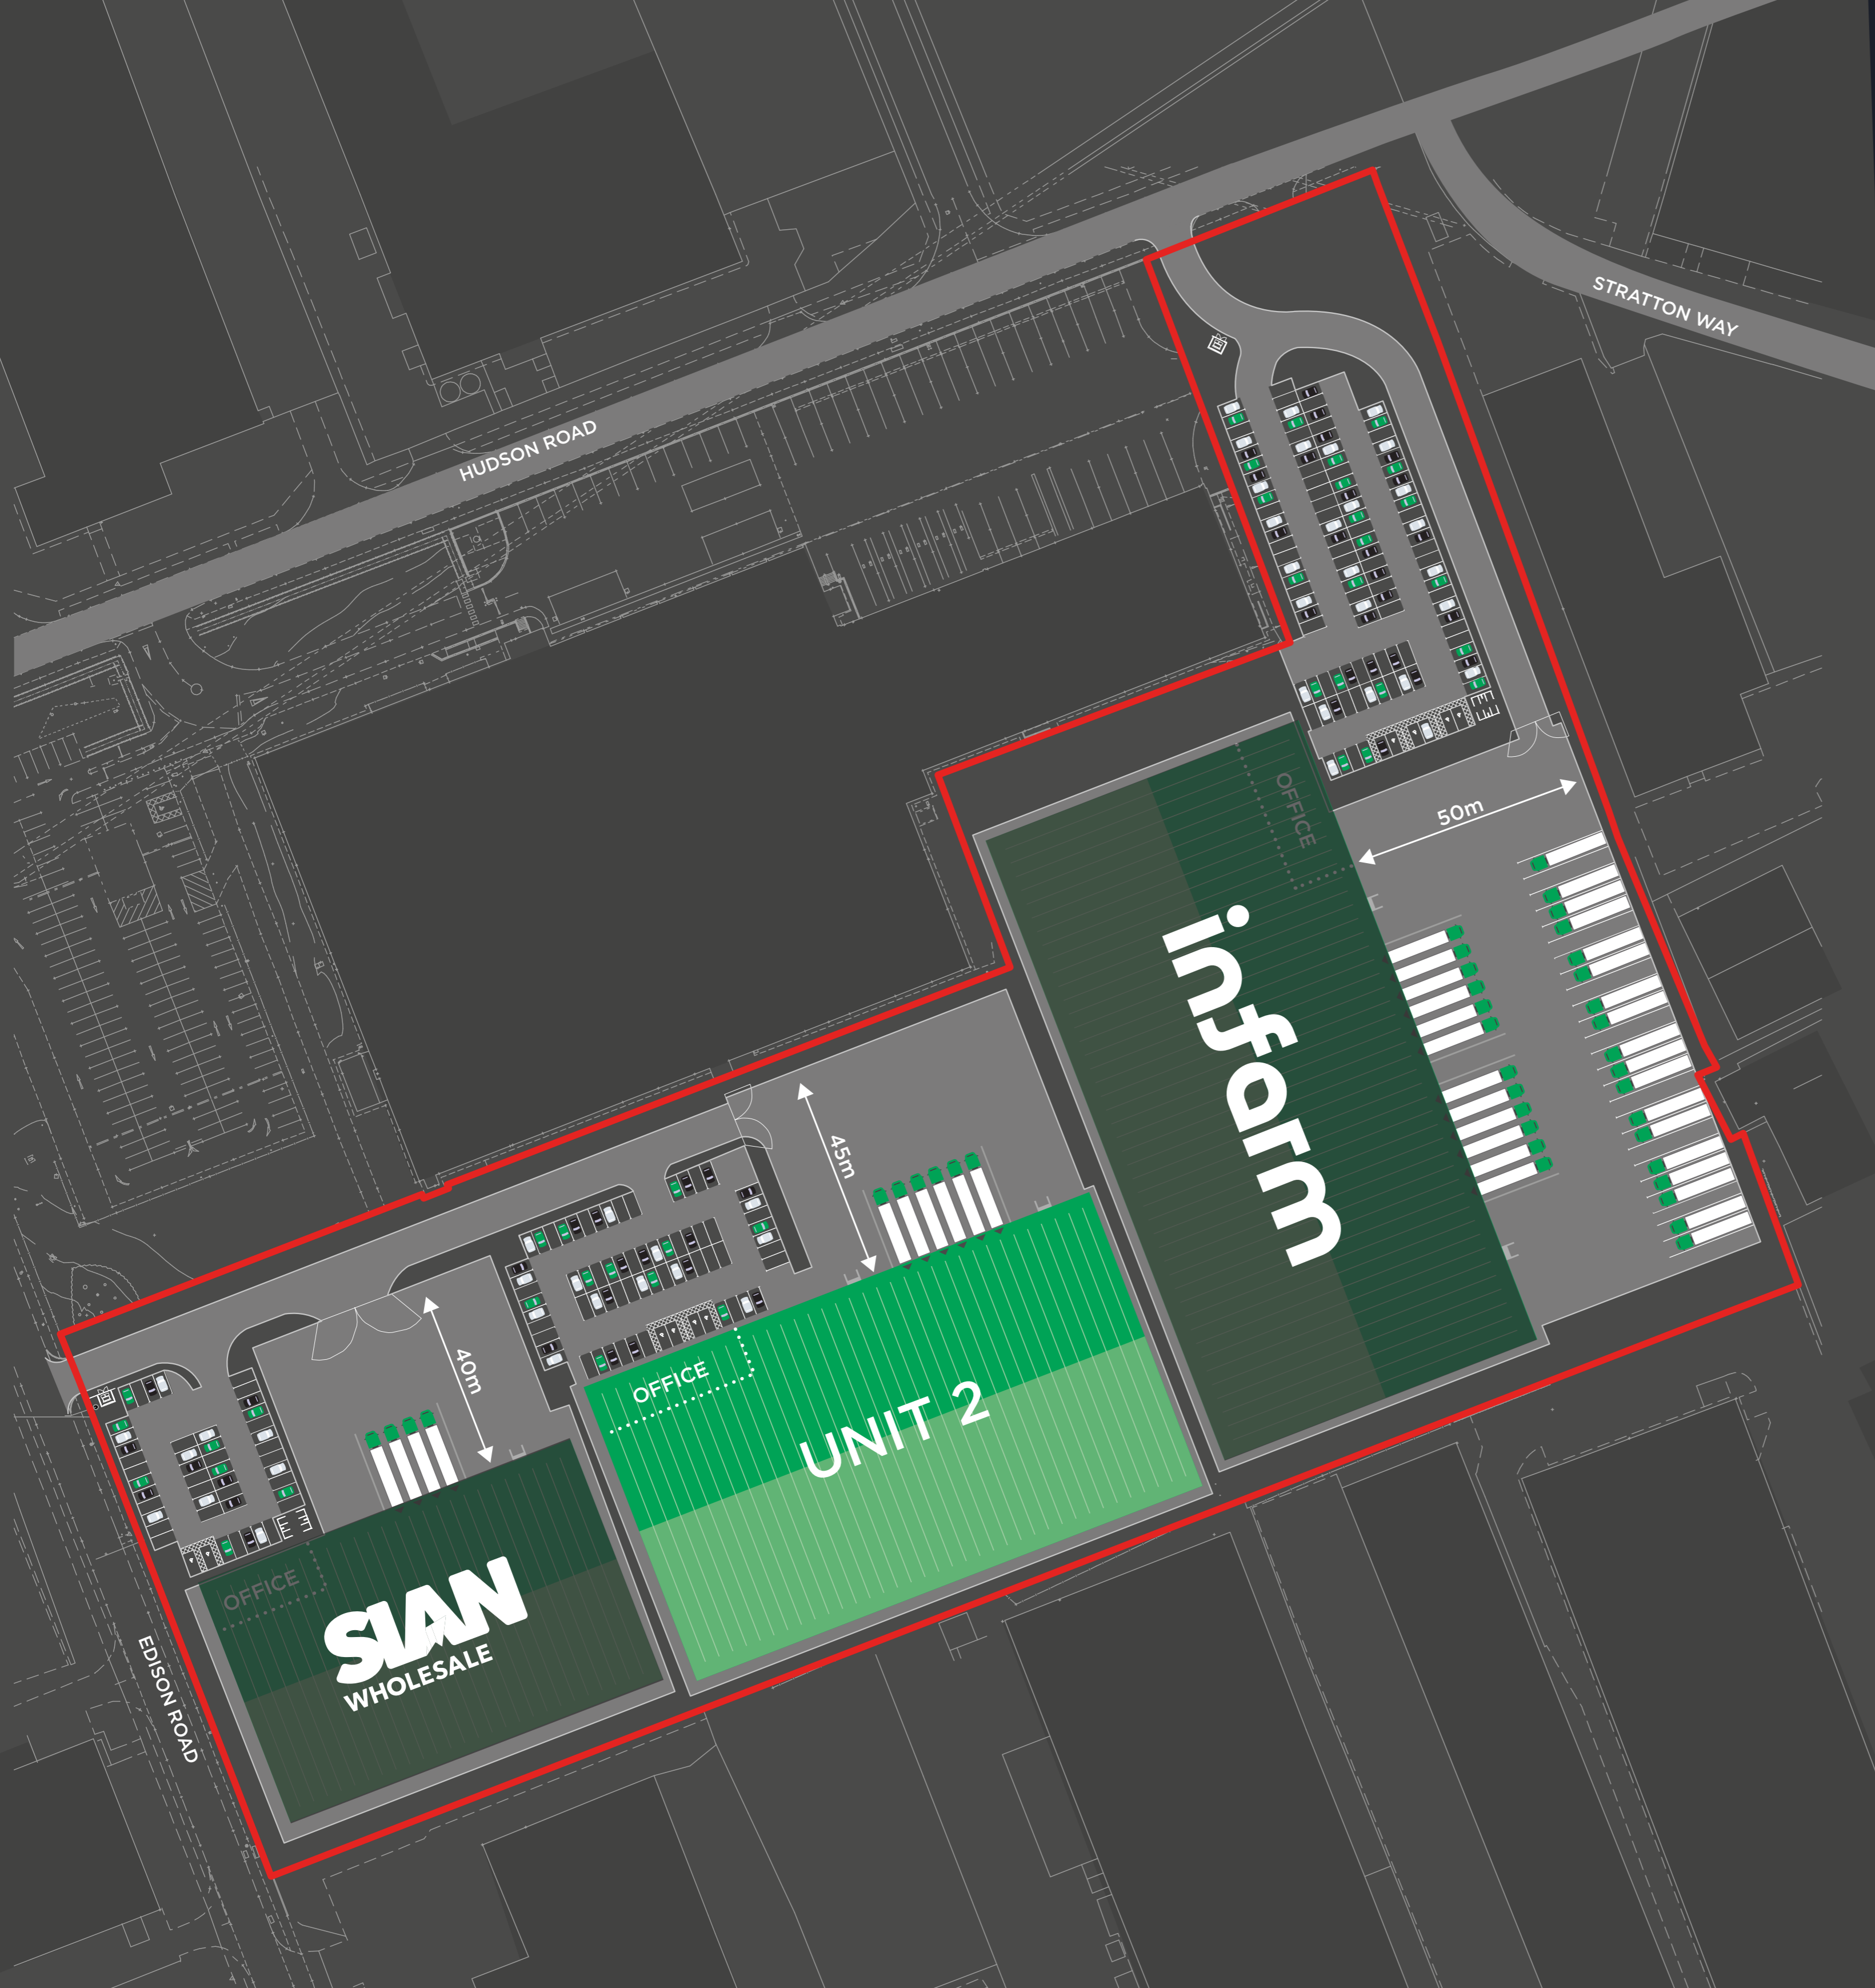 STRATTON WAY
HUDSON ROAD
50m
OFFICE
infarm
45m
40m
OFFICE
UNIT 2
OFFICE
SIAN
WHOLESALE
EDISON ROAD